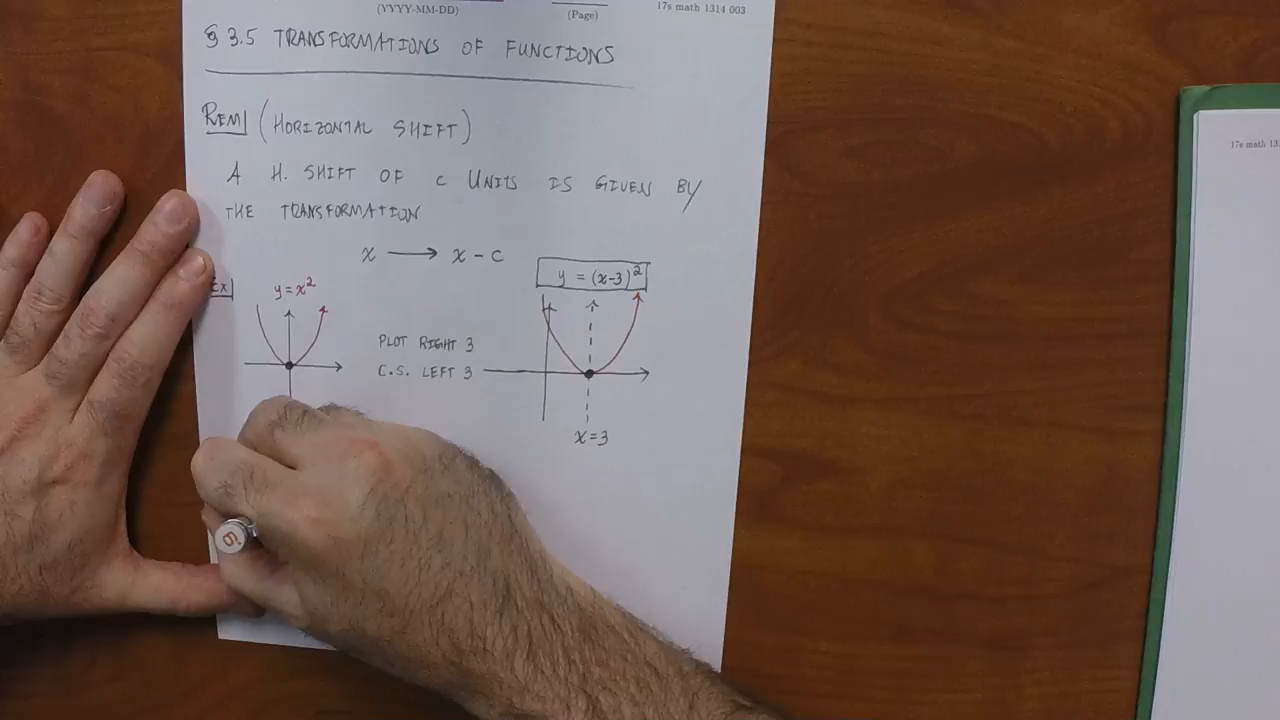 (YYYY-MM-DD)
(Page)
17s math 1314 003
§ 3.5 TRANSFORMATIONS OF FUNCTIONS
REM (HORIZONTAL SHIFT)
A H. SHIFT OF c UNITS IS GIVEN BY
THE TRANSFORMATION
x → x - c
Ex
y = x²
y = (x-3)²
PLOT RIGHT 3
C.S. LEFT 3
x = 3
6
17s math 13